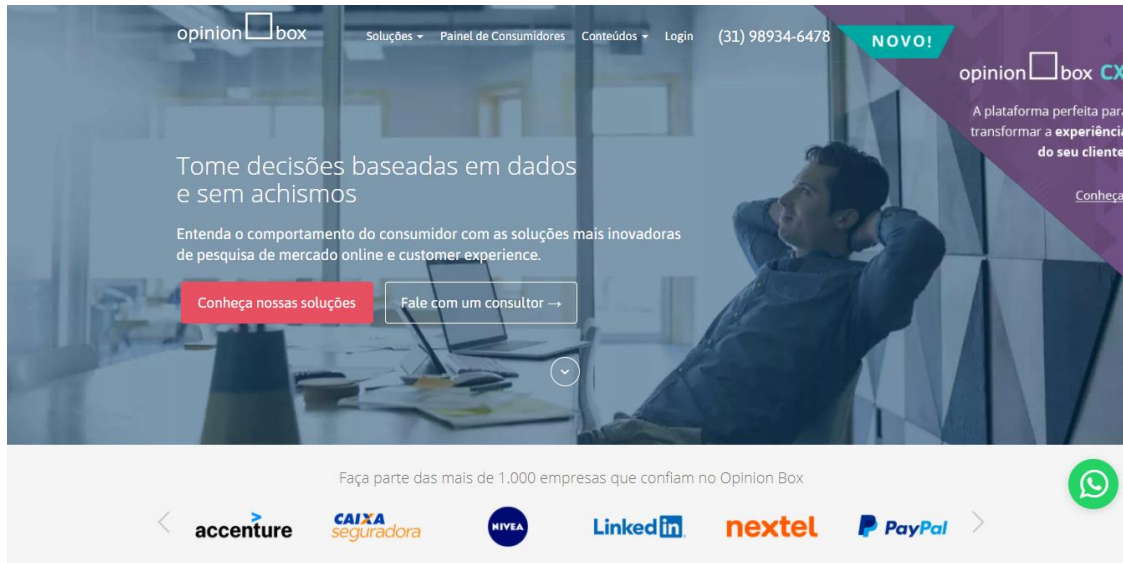 opinion box
Soluções
Painel de Consumidores
Conteúdos
Login
(31) 98934-6478
NOVO!
opinion box CX
A plataforma perfeita para
transformar a experiência
do seu cliente
Conheça
Tome decisões baseadas em dados
e sem achismos
Entenda o comportamento do consumidor com as soluções mais inovadoras
de pesquisa de mercado online e customer experience.
Conheça nossas soluções
Fale com um consultor →
Faça parte das mais de 1.000 empresas que confiam no Opinion Box
accenture
CAIXA
seguradora
NIVEA
Linked in
nextel
PayPal